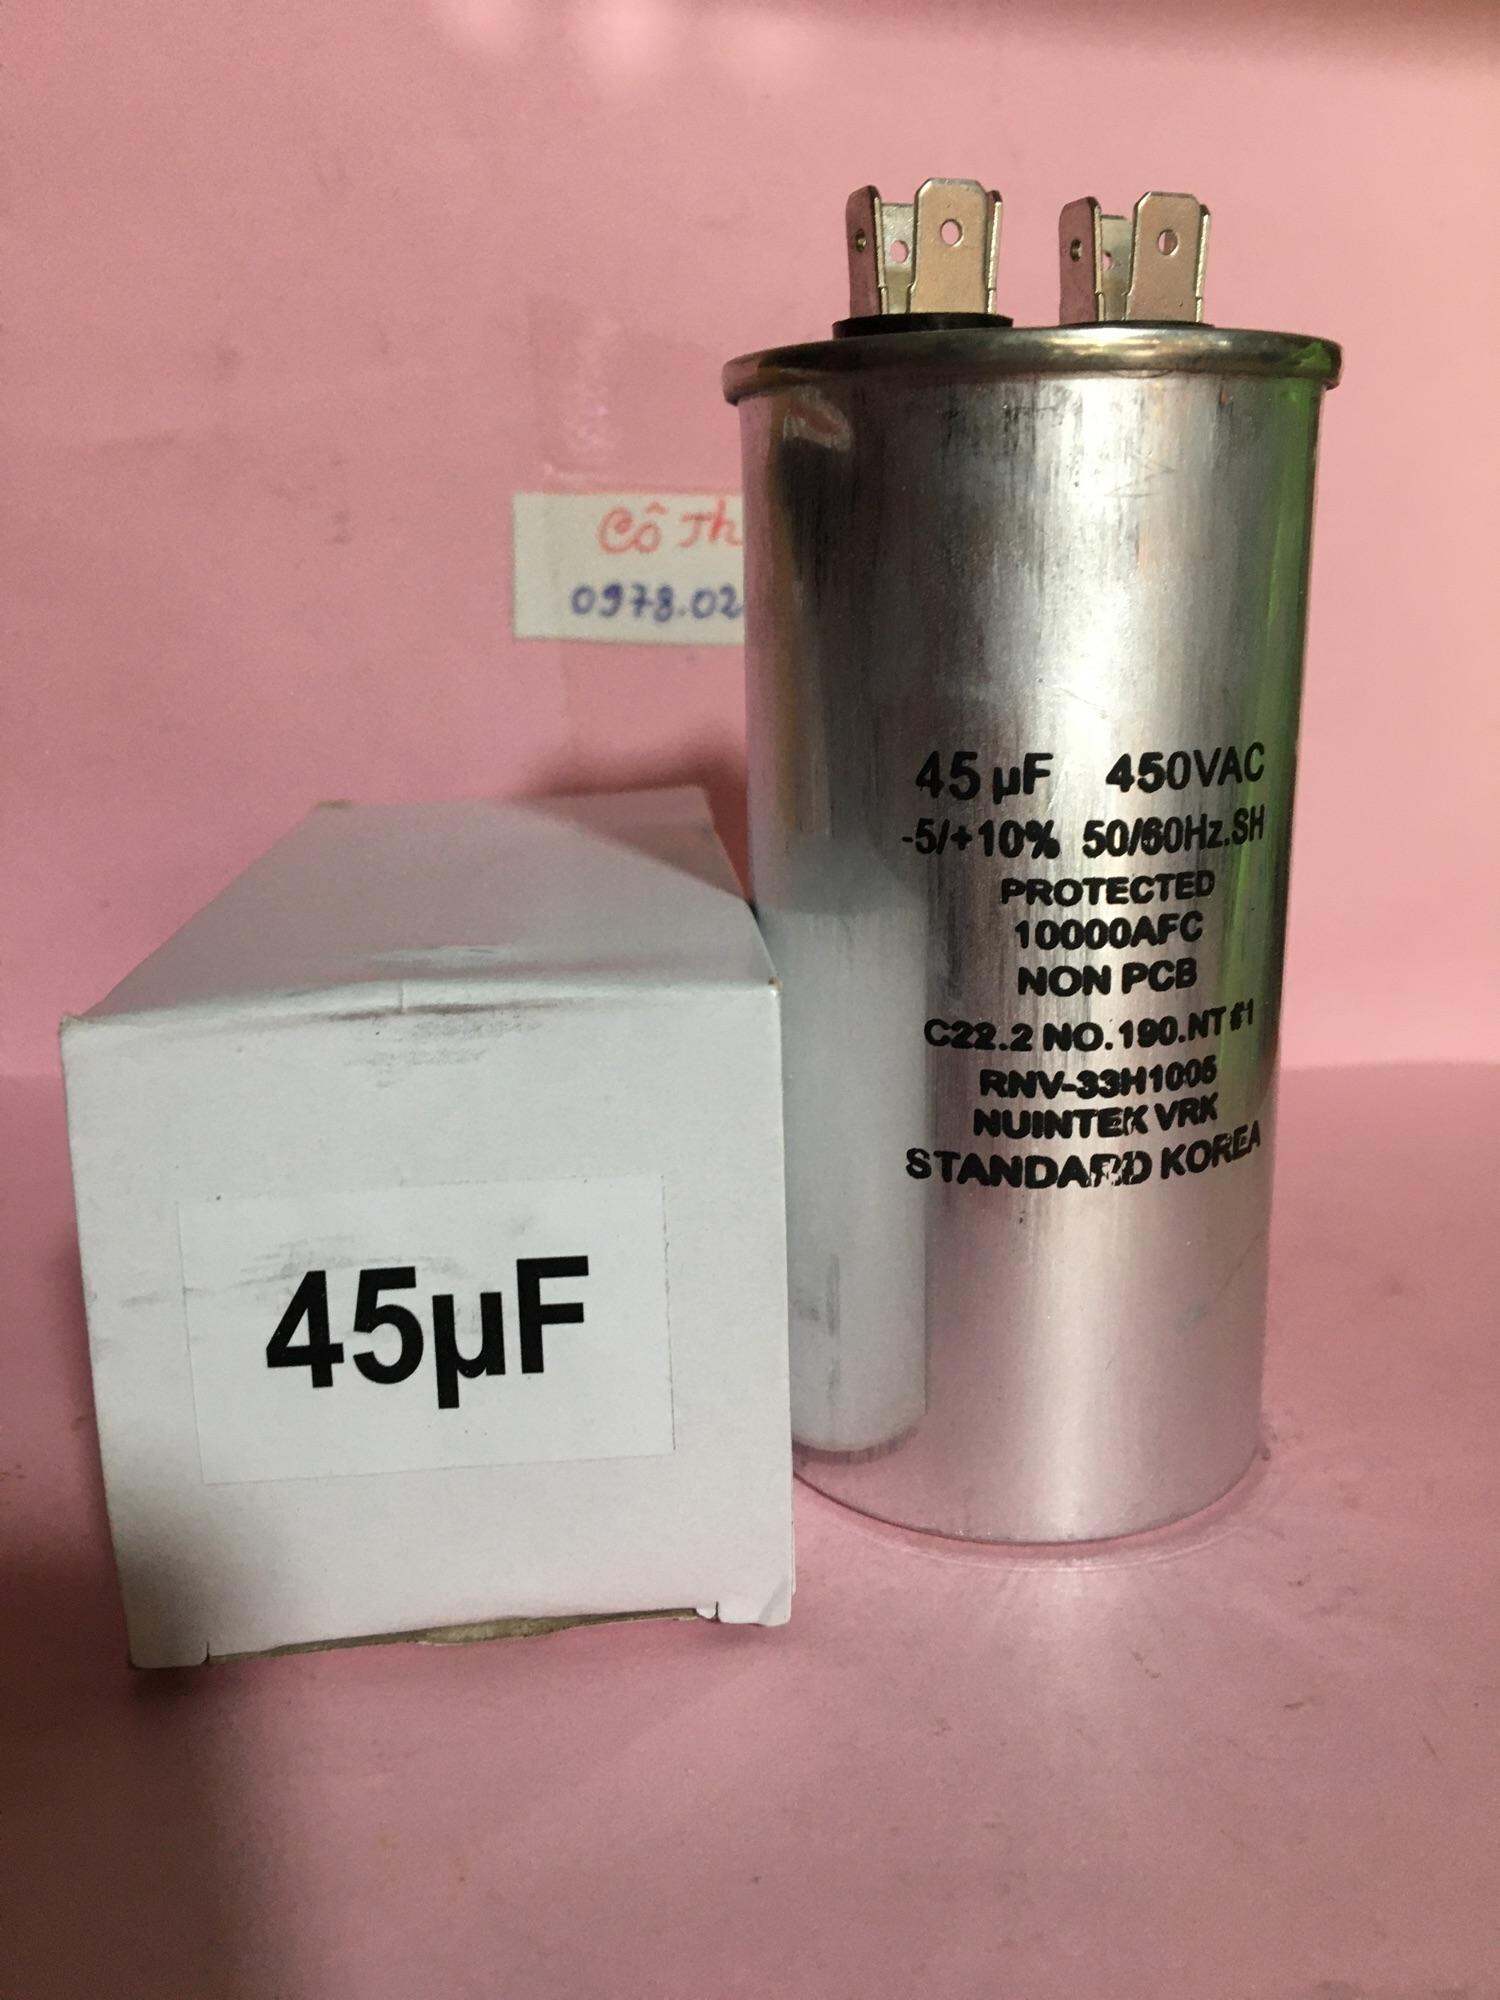 Cô Th
0978.02
45 µF 450VAC
-5/+10% 50/60Hz.SH
PROTECTED
10000AFC
NON PCB
C22.2 NO.190.NT #1
RNV-33H1005
NUINTEK VRK
STANDARD KOREA
45µF